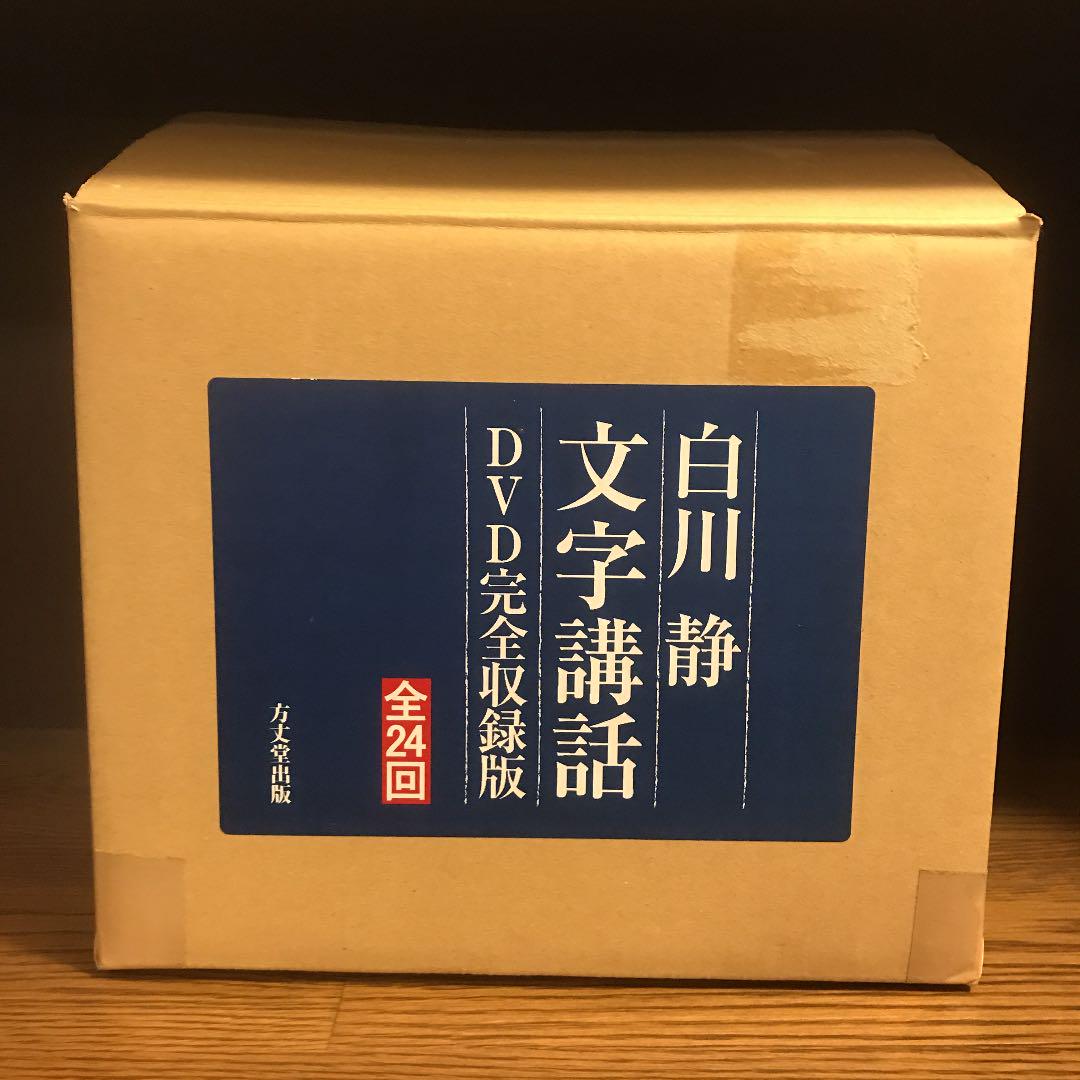 白川 静
文字講話
DVD完全収録版
全24回
方丈堂出版